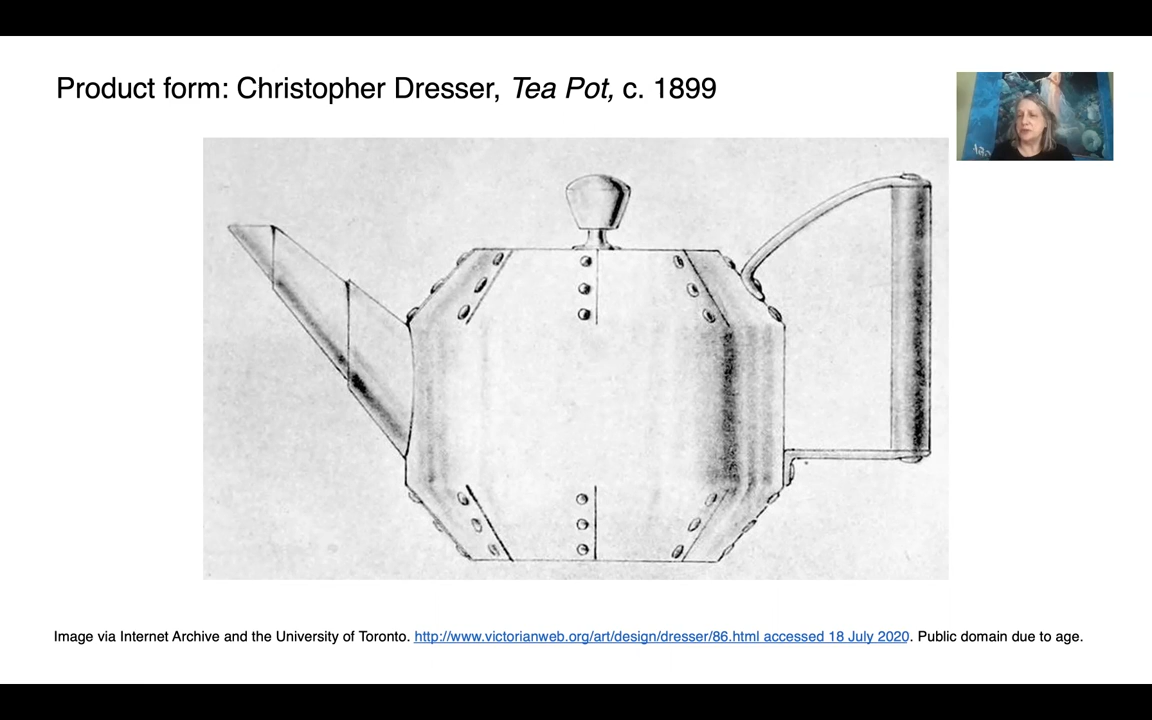 Product form: Christopher Dresser, Tea Pot, c. 1899
Image via Internet Archive and the University of Toronto. http://www.victorianweb.org/art/design/dresser/86.html accessed 18 July 2020. Public domain due to age.